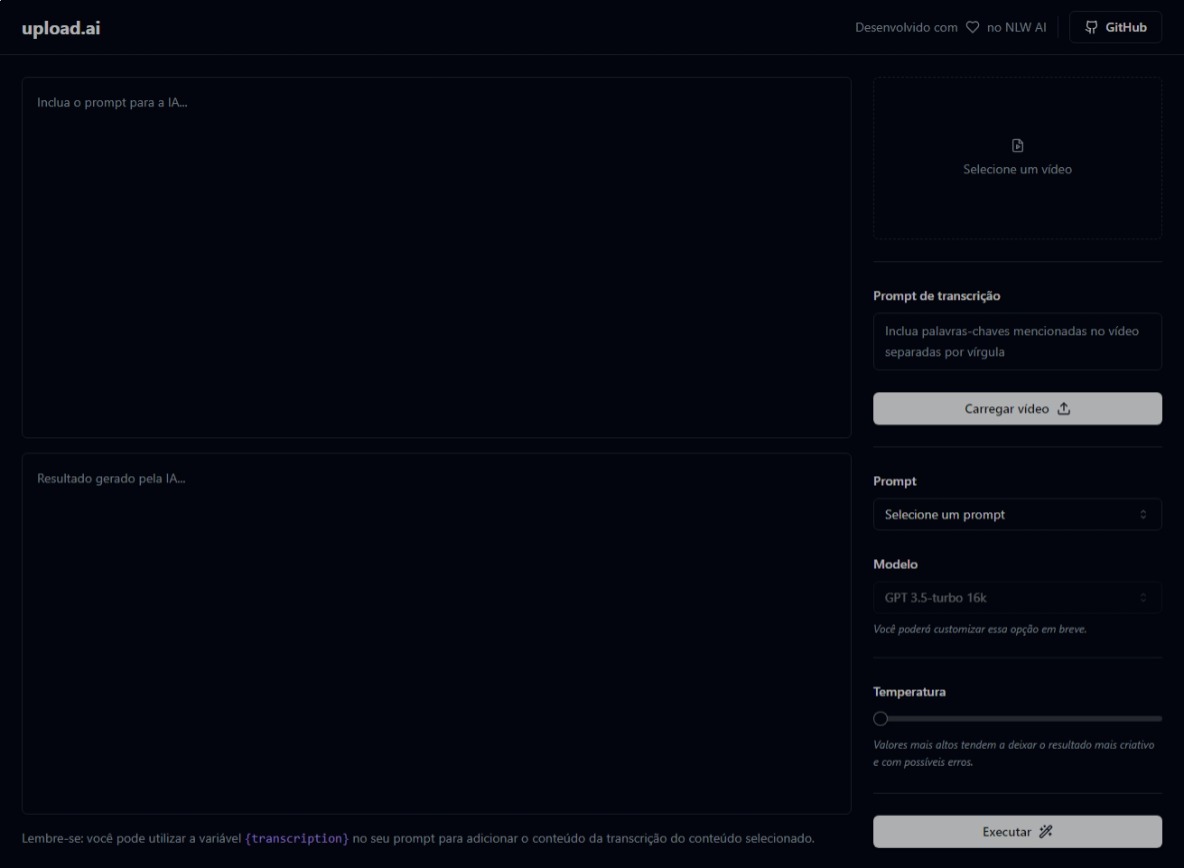 upload.ai
Desenvolvido com ♡ no NLW AI
GitHub
Inclua o prompt para a IA...
Resultado gerado pela IA...
Lembre-se: você pode utilizar a variável {transcription} no seu prompt para adicionar o conteúdo da transcrição do conteúdo selecionado.
Selecione um vídeo
Prompt de transcrição
Inclua palavras-chaves mencionadas no vídeo
separadas por vírgula
Carregar vídeo
Prompt
Selecione um prompt
Modelo
GPT 3.5-turbo 16k
Você poderá customizar essa opção em breve.
Temperatura
Valores mais altos tendem a deixar o resultado mais criativo
e com possíveis erros.
Executar